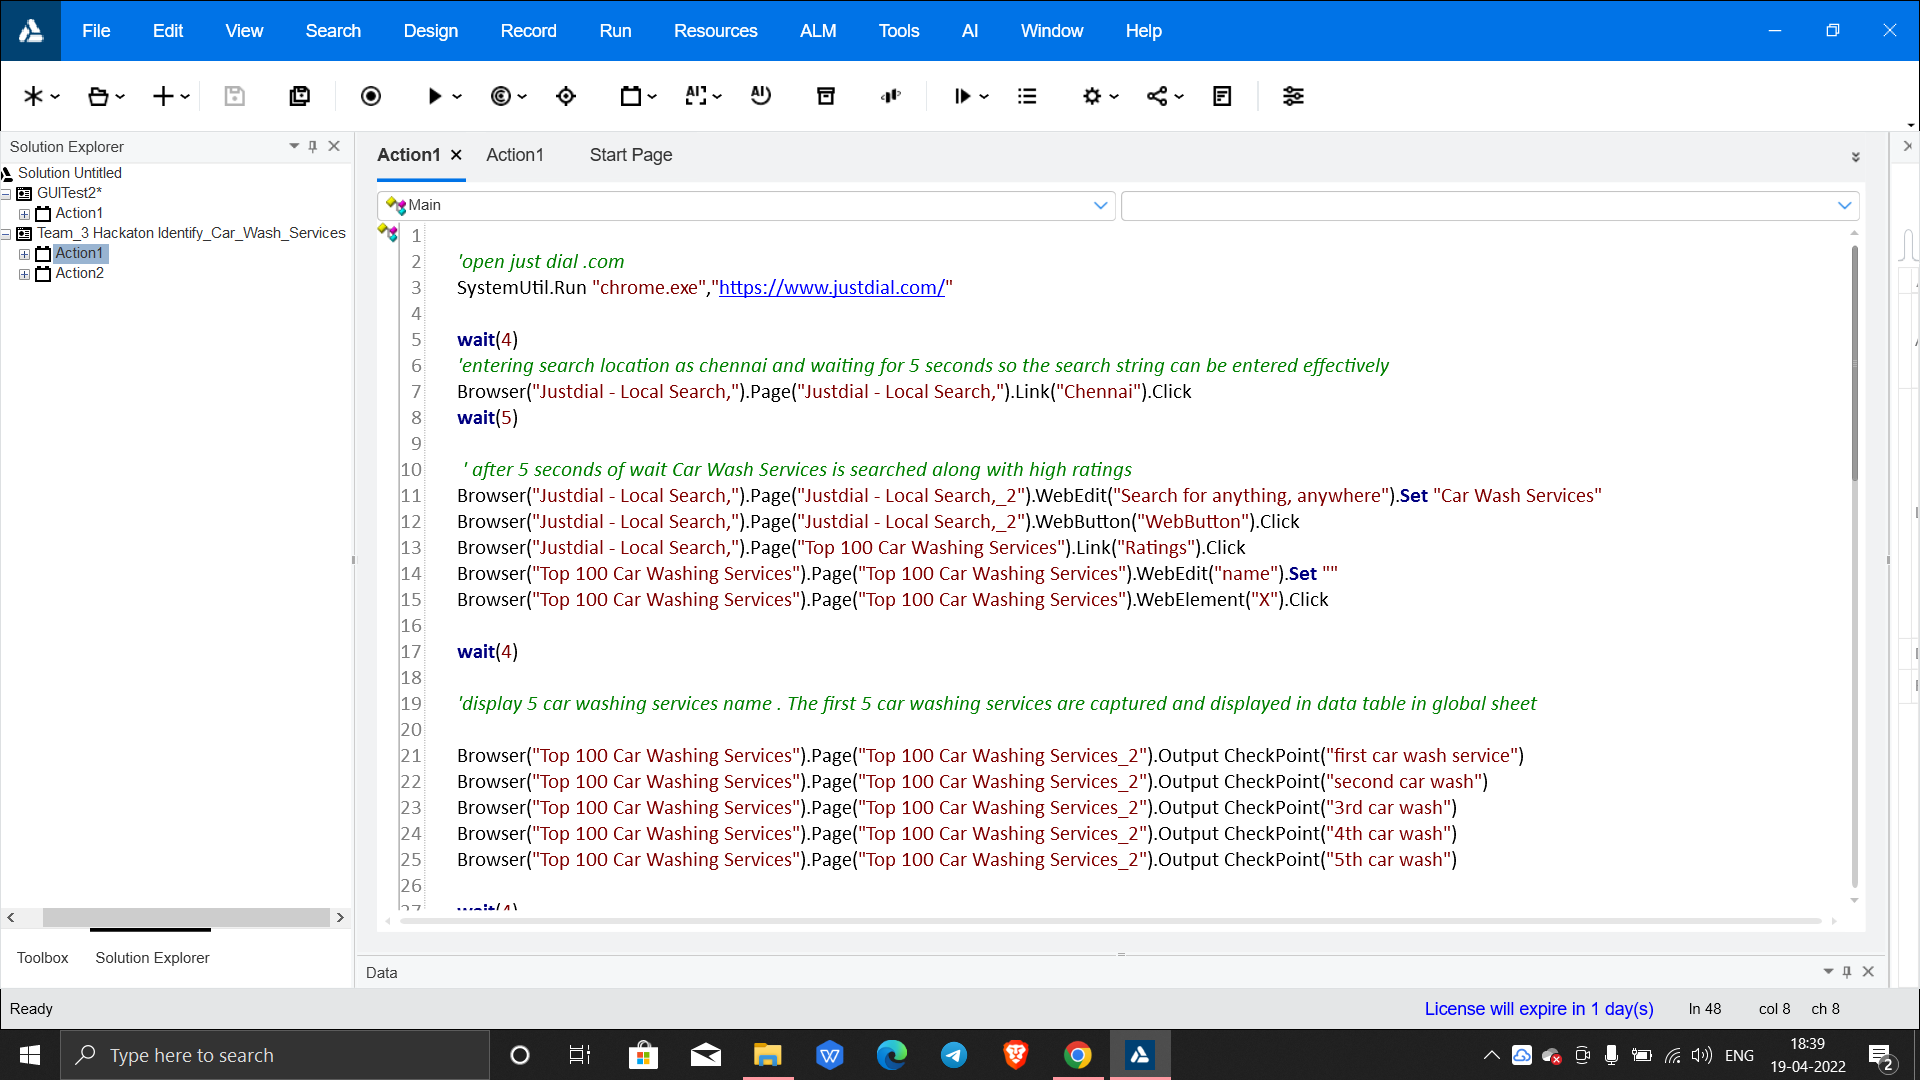 File Edit View Search Design Record Run Resources ALM Tools AI Window Help
Solution Explorer
Solution Untitled
GUITest2*
Action1
Team_3 Hackaton Identify_Car_Wash_Services
Action1
Action2
Toolbox Solution Explorer
Action1 Action1 Start Page
Main
1
2 'open just dial .com
3 SystemUtil.Run "chrome.exe","https://www.justdial.com/"
4
5 wait(4)
6 'entering search location as chennai and waiting for 5 seconds so the search string can be entered effectively
7 Browser("Justdial - Local Search,").Page("Justdial - Local Search,").Link("Chennai").Click
8 wait(5)
9
10 ' after 5 seconds of wait Car Wash Services is searched along with high ratings
11 Browser("Justdial - Local Search,").Page("Justdial - Local Search,_2").WebEdit("Search for anything, anywhere").Set "Car Wash Services"
12 Browser("Justdial - Local Search,").Page("Justdial - Local Search,_2").WebButton("WebButton").Click
13 Browser("Justdial - Local Search,").Page("Top 100 Car Washing Services").Link("Ratings").Click
14 Browser("Top 100 Car Washing Services").Page("Top 100 Car Washing Services").WebEdit("name").Set ""
15 Browser("Top 100 Car Washing Services").Page("Top 100 Car Washing Services").WebElement("X").Click
16
17 wait(4)
18
19 'display 5 car washing services name . The first 5 car washing services are captured and displayed in data table in global sheet
20
21 Browser("Top 100 Car Washing Services").Page("Top 100 Car Washing Services_2").Output CheckPoint("first car wash service")
22 Browser("Top 100 Car Washing Services").Page("Top 100 Car Washing Services_2").Output CheckPoint("second car wash")
23 Browser("Top 100 Car Washing Services").Page("Top 100 Car Washing Services_2").Output CheckPoint("3rd car wash")
24 Browser("Top 100 Car Washing Services").Page("Top 100 Car Washing Services_2").Output CheckPoint("4th car wash")
25 Browser("Top 100 Car Washing Services").Page("Top 100 Car Washing Services_2").Output CheckPoint("5th car wash")
26
27 wait(4)
Data
Ready License will expire in 1 day(s) ln 48 col 8 ch 8
Type here to search ENG 18:39
19-04-2022 2